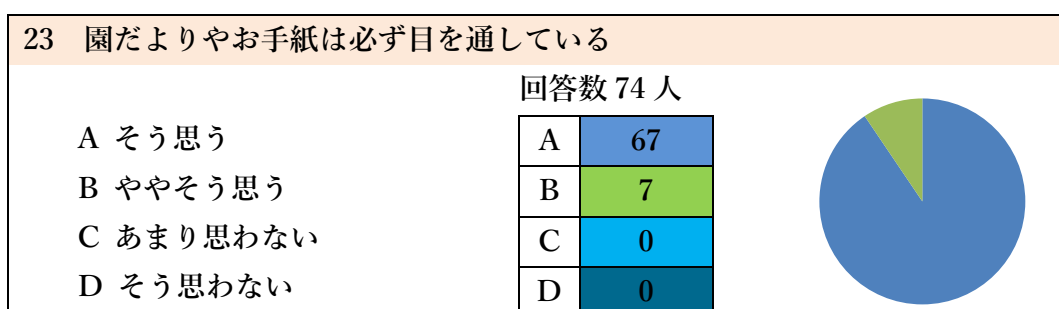 23 園だよりやお手紙は必ず目を通している
回答数 74 人
A そう思う
B ややそう思う
C あまり思わない
D そう思わない
A 67
B 7
C 0
D 0